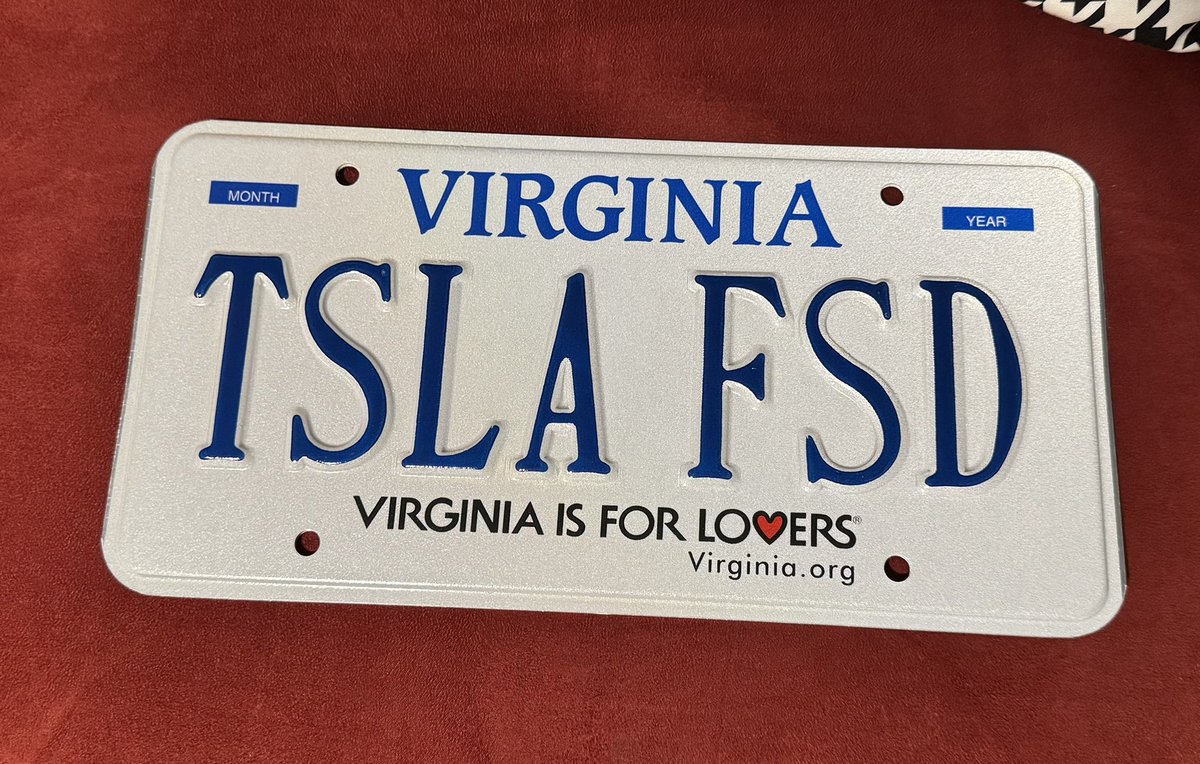 VIRGINIA
MONTH
YEAR
TSLA FSD
VIRGINIA IS FOR LOVERS®
Virginia.org